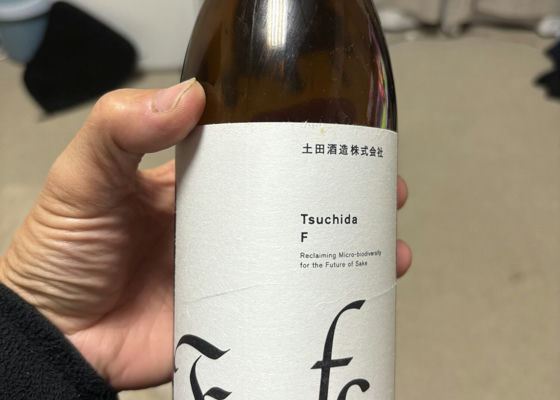 土田酒造株式会社
Tsuchida
F
Reclaiming Micro-biodiversity
for the Future of Sake